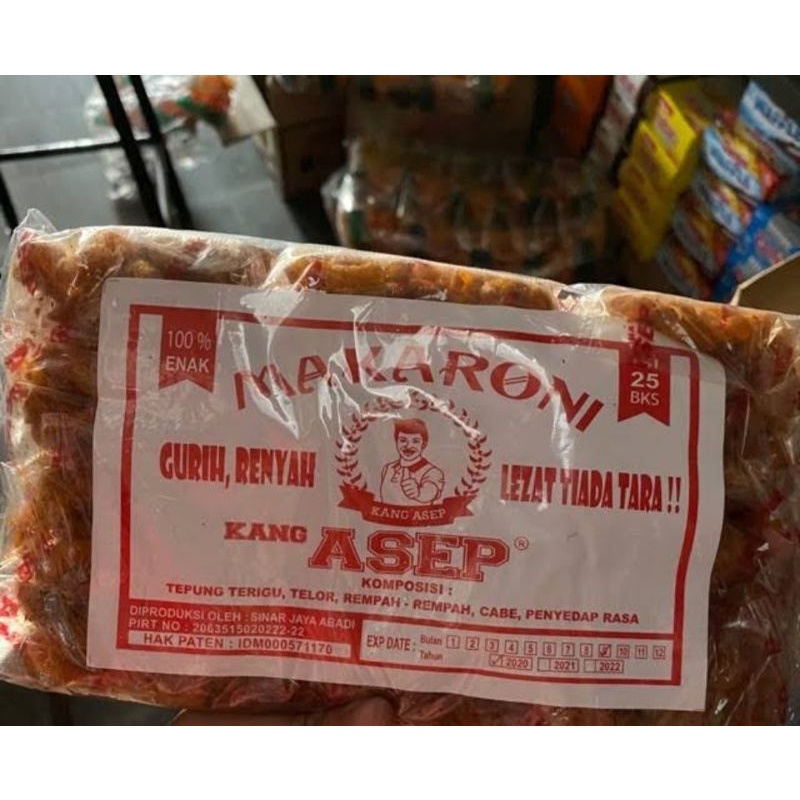 100 %
ENAK
MAKARONI
25
BKS
GURIH, RENYAH
KANG ASEP
LEZAT TIADA TARA !!
KANG ASEP®
KOMPOSISI :
TEPUNG TERIGU, TELOR, REMPAH - REMPAH, CABE, PENYEDAP RASA
DIPRODUKSI OLEH : SINAR JAYA ABADI
PIRT NO : 2063515020222-22
HAK PATEN : IDM000571170
EXP DATE : Bulan 1 2 3 4 5 6 7 8 9 10 11 12
Tahun 2020 2021 2022